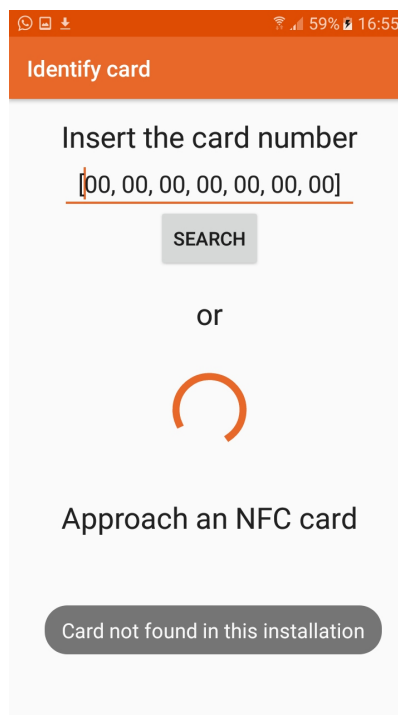 59% 16:55
Identify card
Insert the card number
[00, 00, 00, 00, 00, 00, 00]
SEARCH
or
Approach an NFC card
Card not found in this installation